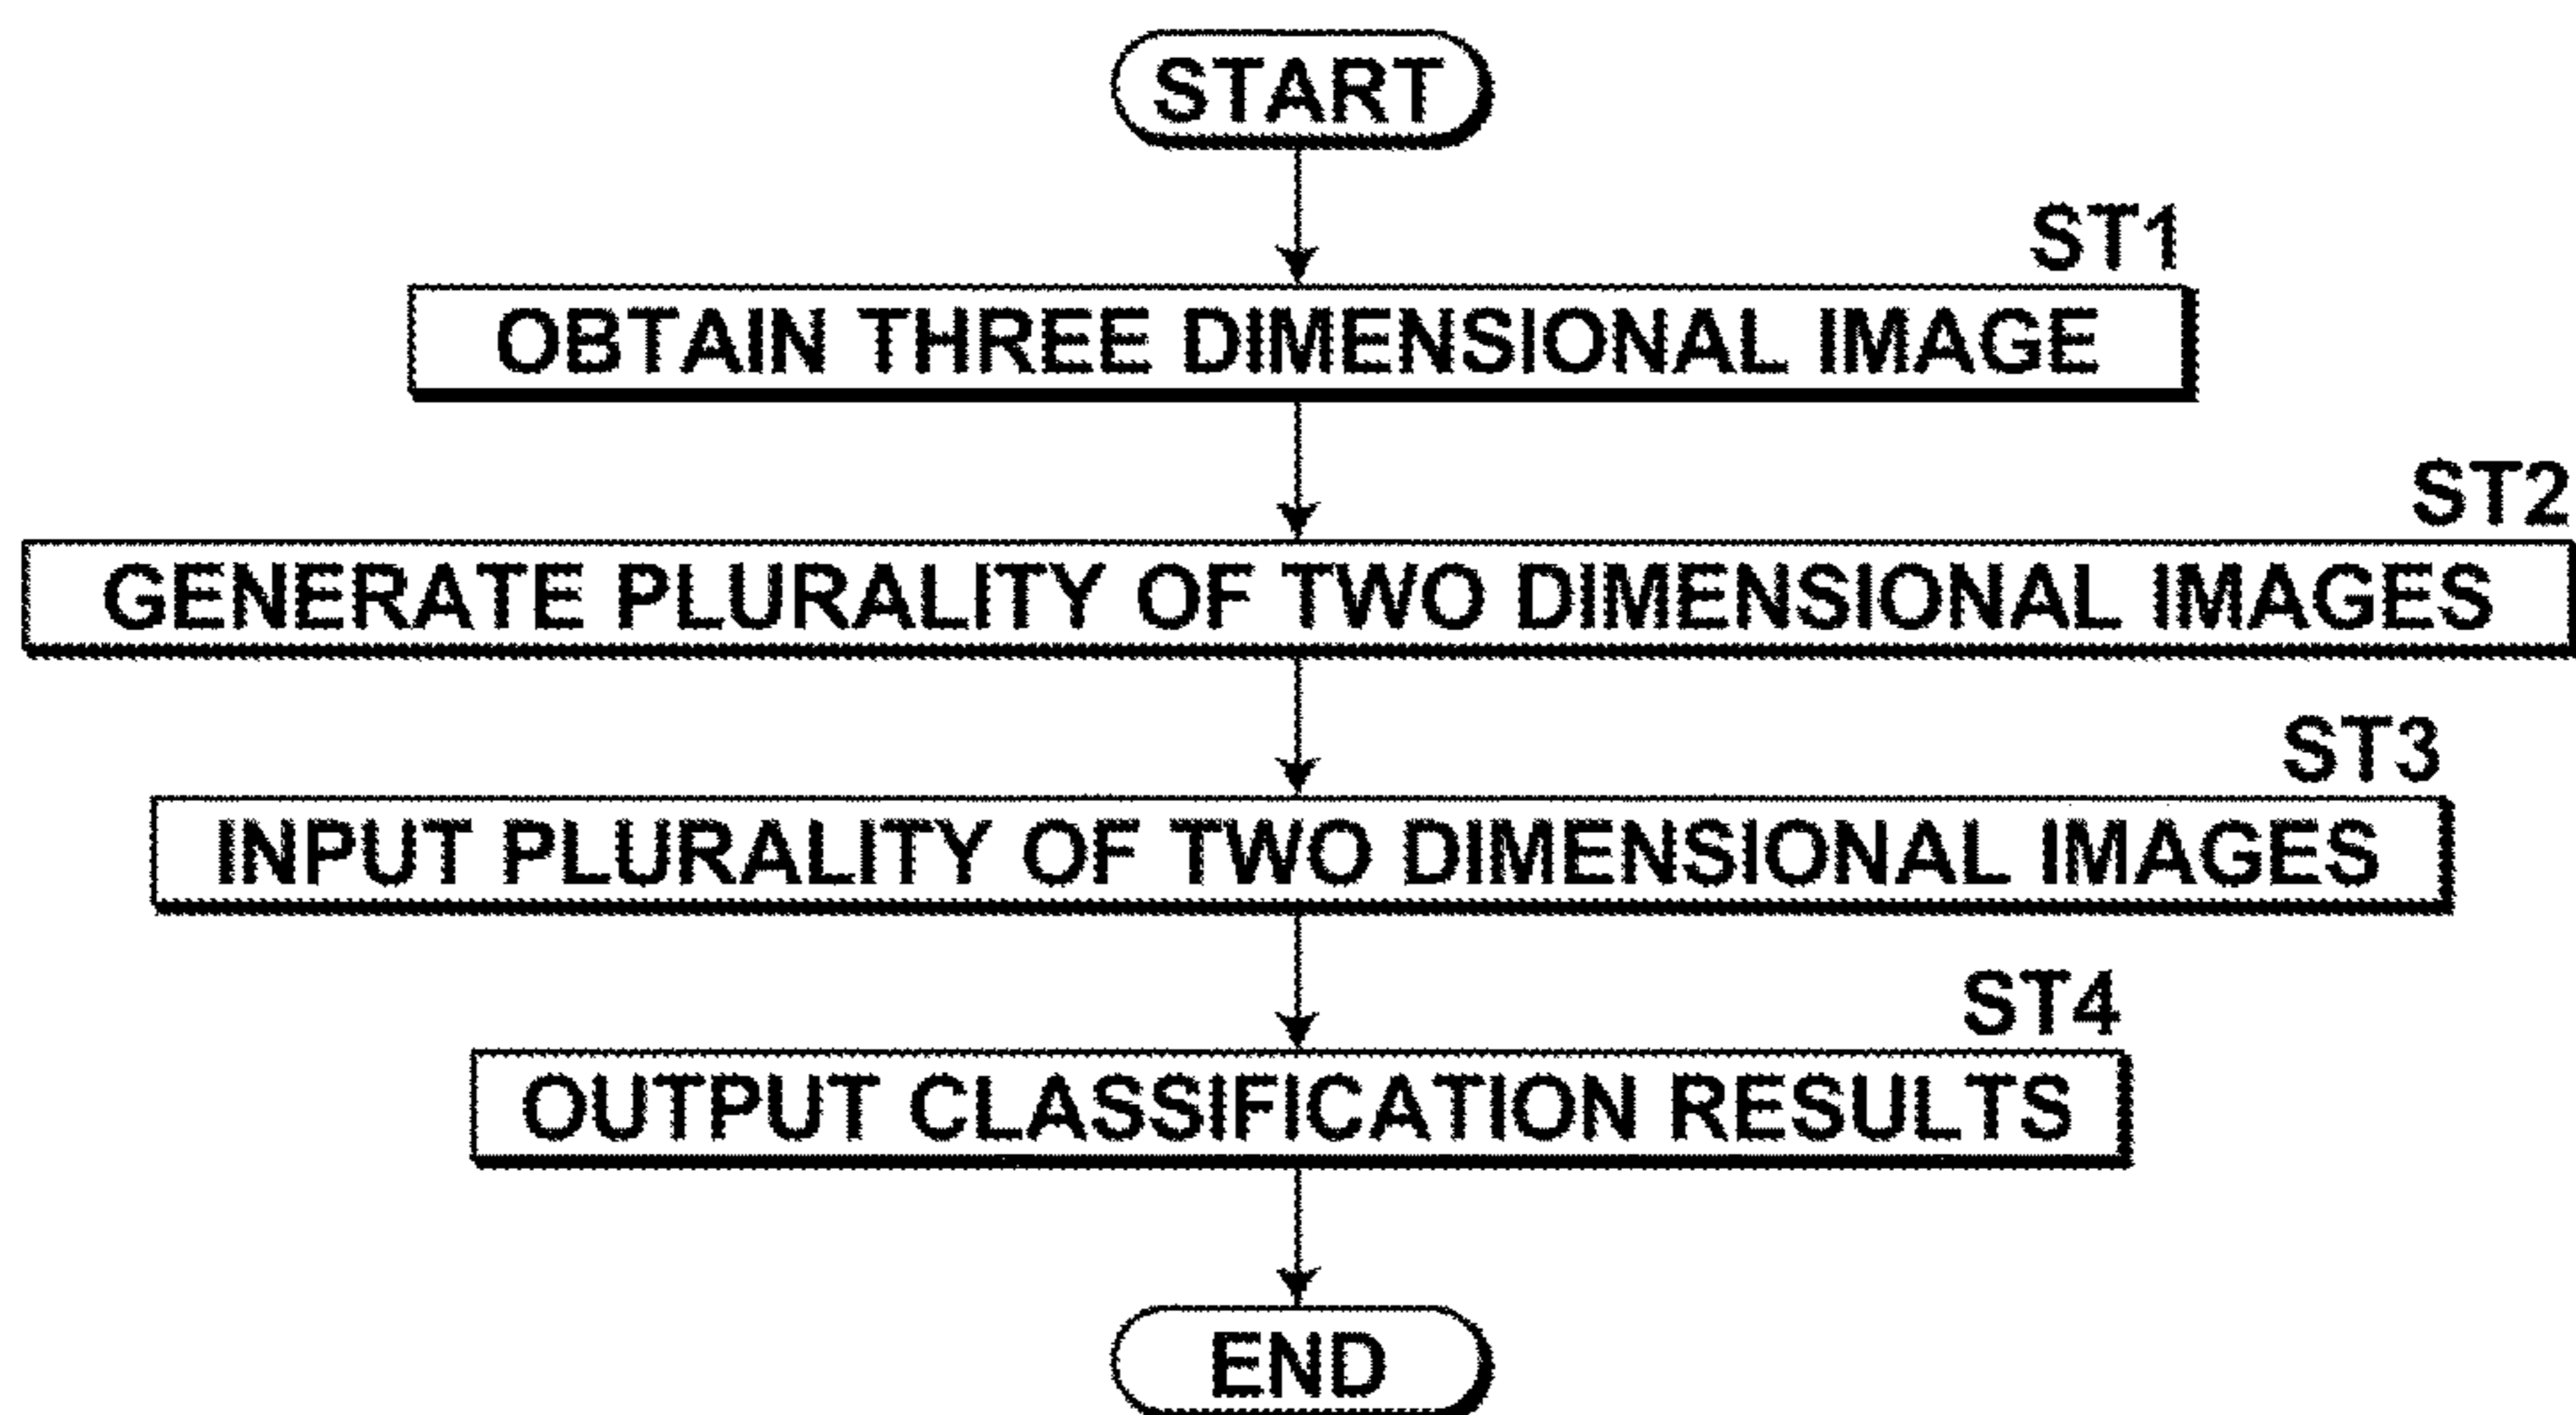 START
ST1
OBTAIN THREE DIMENSIONAL IMAGE
ST2
GENERATE PLURALITY OF TWO DIMENSIONAL IMAGES
ST3
INPUT PLURALITY OF TWO DIMENSIONAL IMAGES
ST4
OUTPUT CLASSIFICATION RESULTS
END